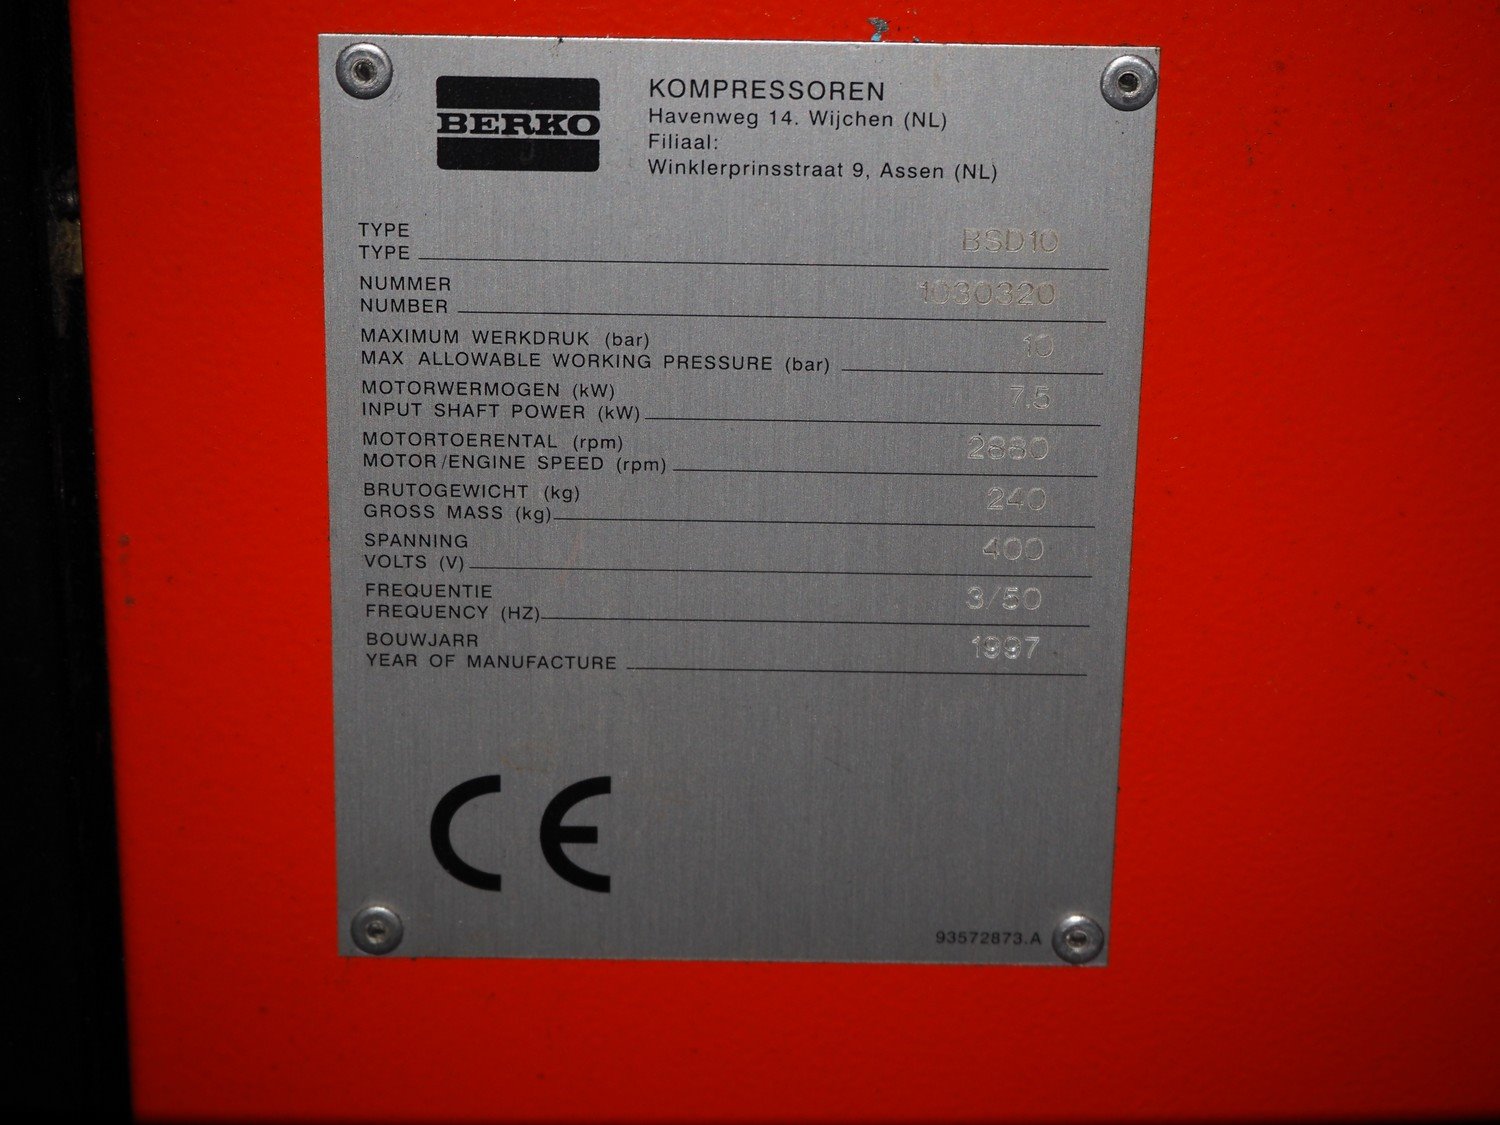 BERKO
KOMPRESSOREN
Havenweg 14. Wijchen (NL)
Filiaal:
Winklerprinsstraat 9, Assen (NL)
TYPE
TYPE BSD10
NUMMER
NUMBER 1030320
MAXIMUM WERKDRUK (bar)
MAX ALLOWABLE WORKING PRESSURE (bar) 10
MOTORWERMOGEN (kW)
INPUT SHAFT POWER (kW) 7.5
MOTORTOERENTAL (rpm)
MOTOR/ENGINE SPEED (rpm) 2880
BRUTOGEWICHT (kg)
GROSS MASS (kg) 240
SPANNING
VOLTS (V) 400
FREQUENTIE
FREQUENCY (HZ) 3/50
BOUWJARR
YEAR OF MANUFACTURE 1997
CE
93572873.A